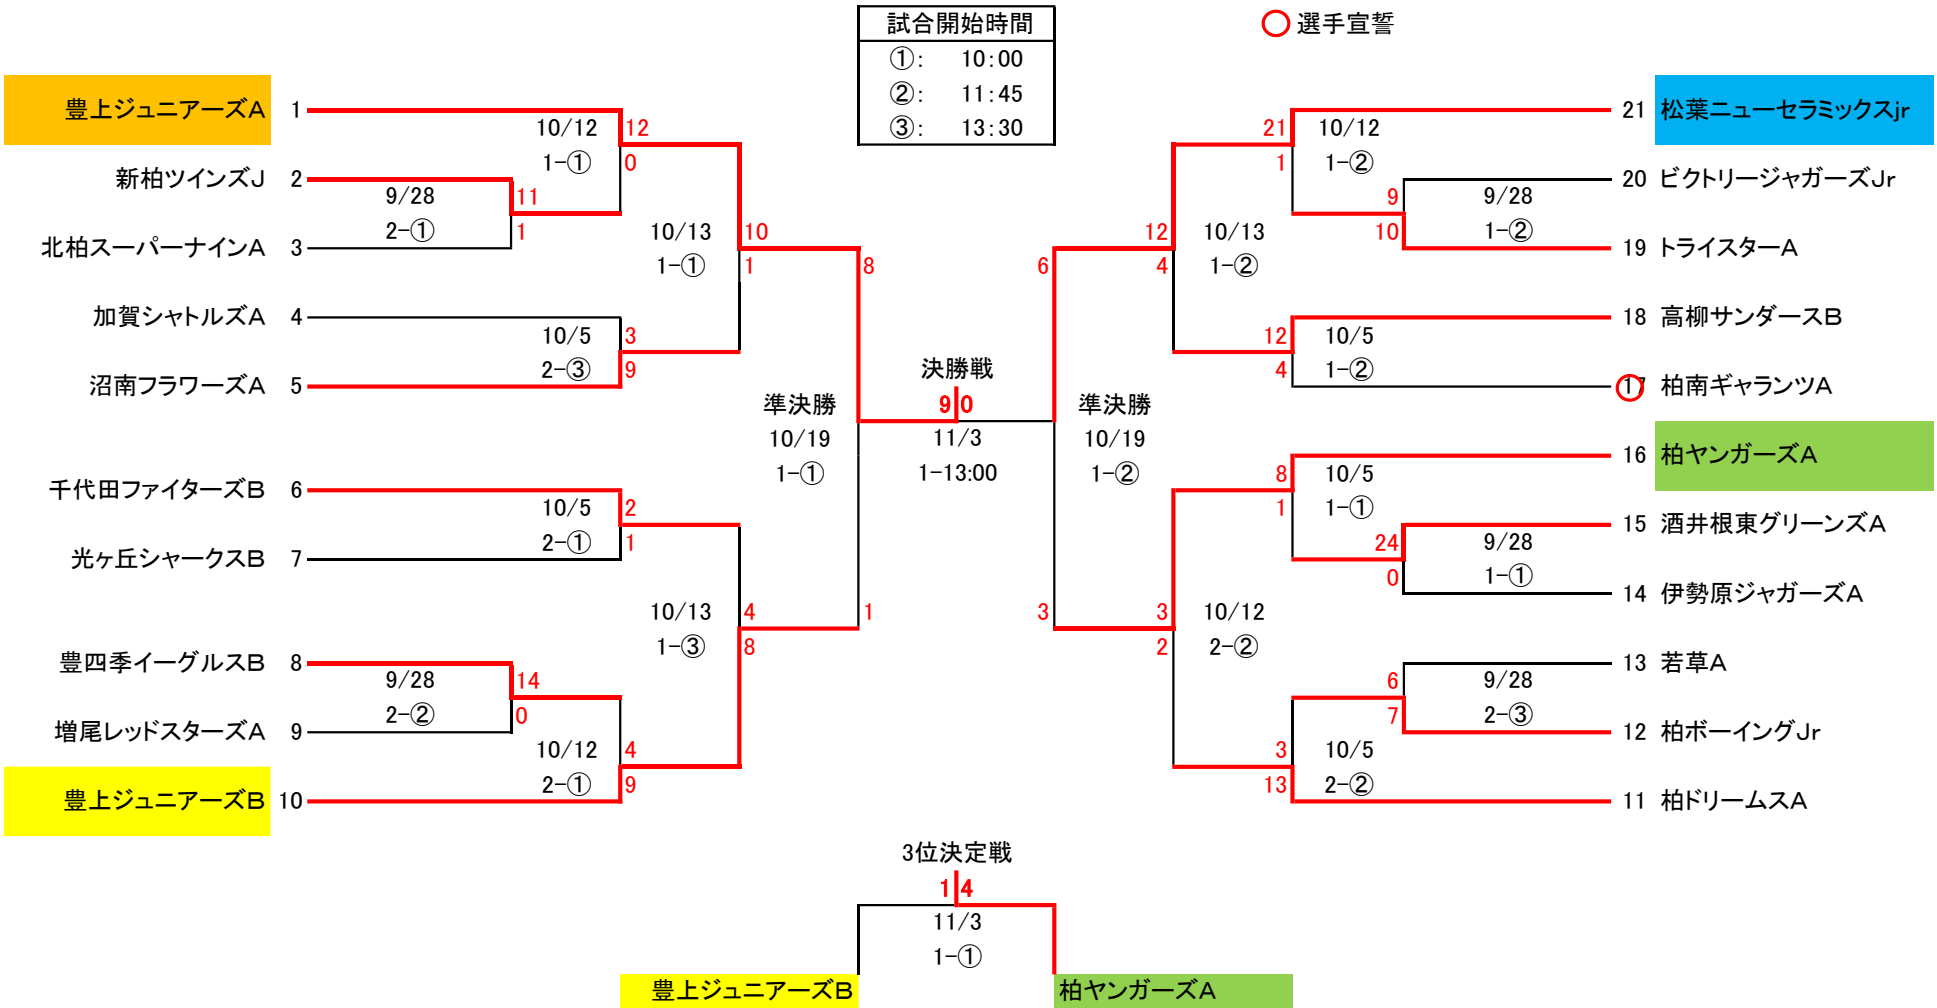 試合開始時間
①: 10:00
②: 11:45
③: 13:30
○ 選手宣誓
豊上ジュニアーズA 1
新柏ツインズJ 2
北柏スーパーナインA 3
加賀シャトルズA 4
沼南フラワーズA 5
千代田ファイターズB 6
光ヶ丘シャークスB 7
豊四季イーグルスB 8
増尾レッドスターズA 9
豊上ジュニアーズB 10
9/28
2-①
11
1
10/12
1-①
12
0
10/5
2-③
3
9
10/13
1-①
10
1
10/5
2-①
2
1
9/28
2-②
14
0
10/12
2-①
4
9
10/13
1-③
4
8
準決勝
10/19
1-①
8
1
決勝戦
9 0
11/3
1-13:00
準決勝
10/19
1-②
6
3
10/13
1-②
12
4
10/12
1-②
21
1
9/28
1-②
9
10
10/5
1-②
12
4
10/12
2-②
3
2
10/5
1-①
8
1
9/28
1-①
24
0
9/28
2-③
6
7
10/5
2-②
3
13
21 松葉ニューセラミックスjr
20 ビクトリージャガーズJr
19 トライスターA
18 高柳サンダースB
17 柏南ギャランツA
16 柏ヤンガーズA
15 酒井根東グリーンズA
14 伊勢原ジャガーズA
13 若草A
12 柏ボーイングJr
11 柏ドリームスA
3位決定戦
1 4
11/3
1-①
豊上ジュニアーズB
柏ヤンガーズA